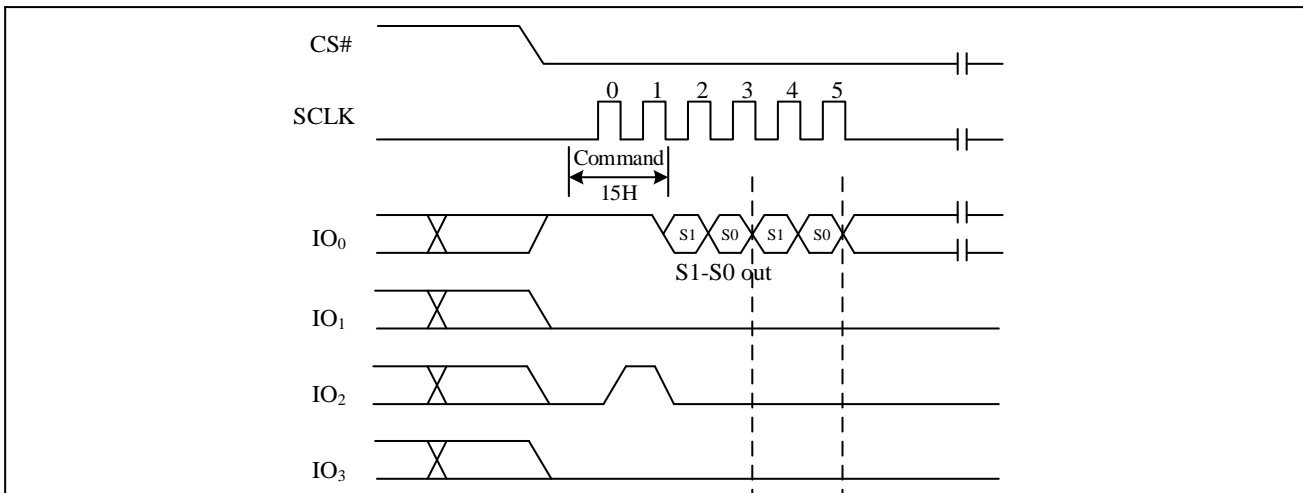 CS#
0 1 2 3 4 5
SCLK
Command
15H
IO₀
S1 S0 S1 S0
S1-S0 out
IO₁
IO₂
IO₃